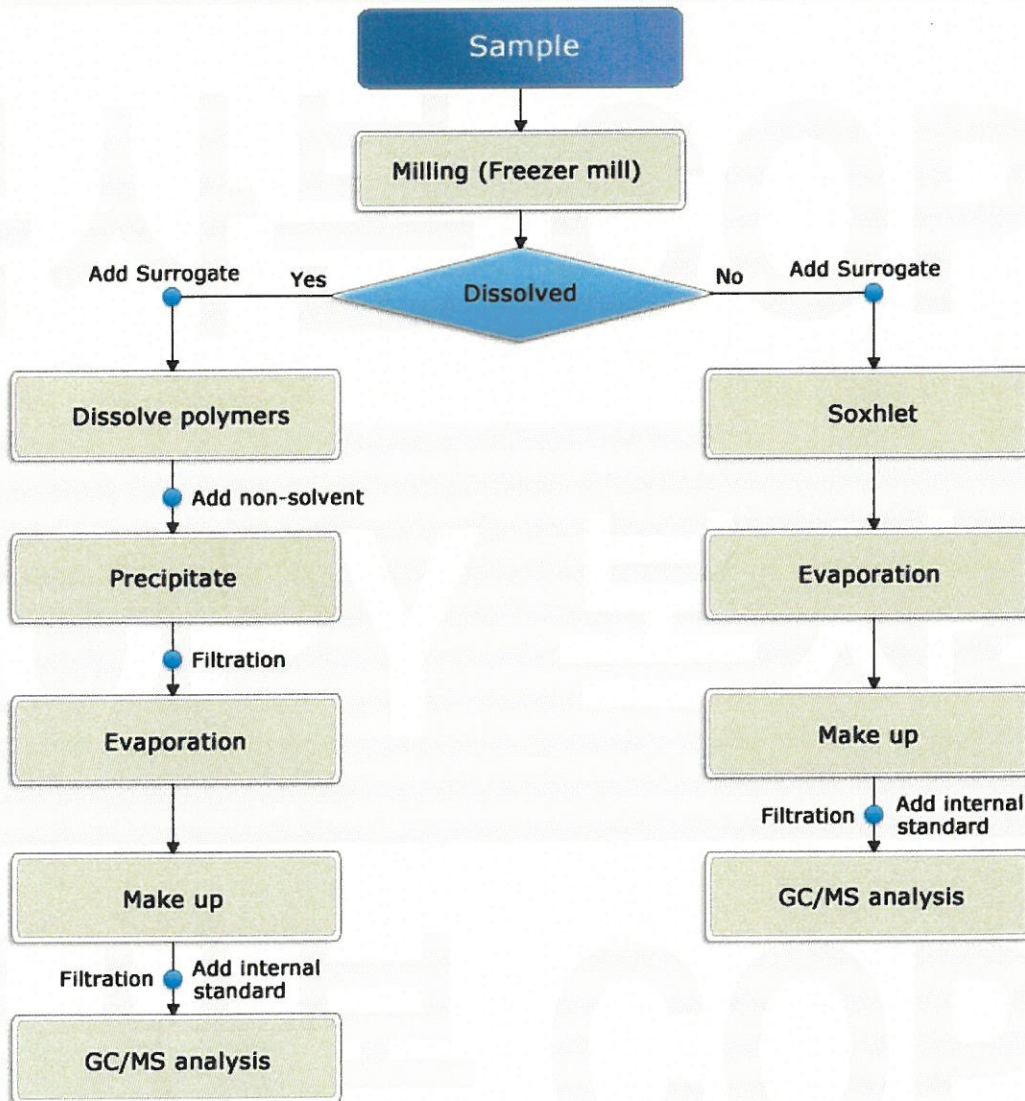 Sample
Milling (Freezer mill)
Dissolved
Yes
Add Surrogate
Dissolve polymers
Add non-solvent
Precipitate
Filtration
Evaporation
Make up
Filtration
Add internal
standard
GC/MS analysis
No
Add Surrogate
Soxhlet
Evaporation
Make up
Filtration
Add internal
standard
GC/MS analysis